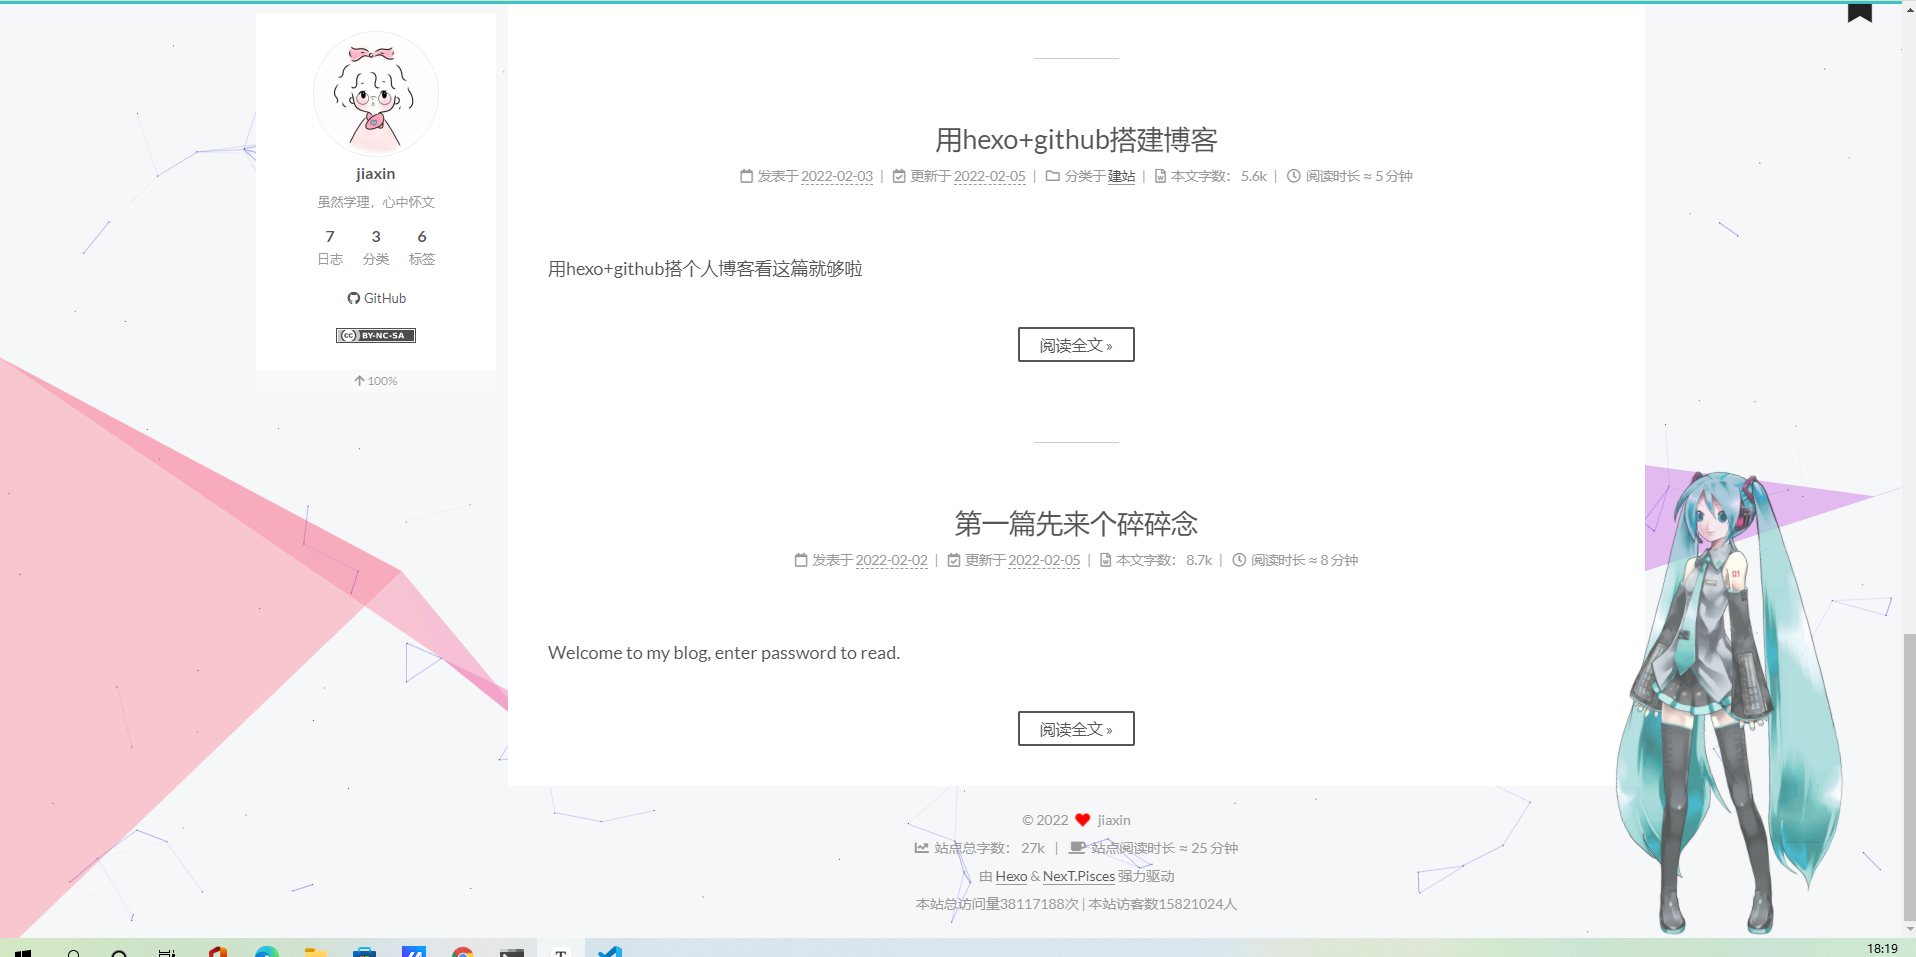 jiaxin
虽然学理，心中怀文
7 3 6
日志 分类 标签
GitHub
cc BY-NC-SA
100%
用hexo+github搭建博客
发表于 2022-02-03 | 更新于 2022-02-05 | 分类于 建站 | 本文字数： 5.6k | 阅读时长 ≈ 5 分钟
用hexo+github搭个人博客看这篇就够啦
阅读全文 »
第一篇先来个碎碎念
发表于 2022-02-02 | 更新于 2022-02-05 | 本文字数： 8.7k | 阅读时长 ≈ 8 分钟
Welcome to my blog, enter password to read.
阅读全文 »
01
© 2022 jiaxin
站点总字数： 27k | 站点阅读时长 ≈ 25 分钟
由 Hexo & NexT.Pisces 强力驱动
本站总访问量38117188次 | 本站访客数15821024人
18:19